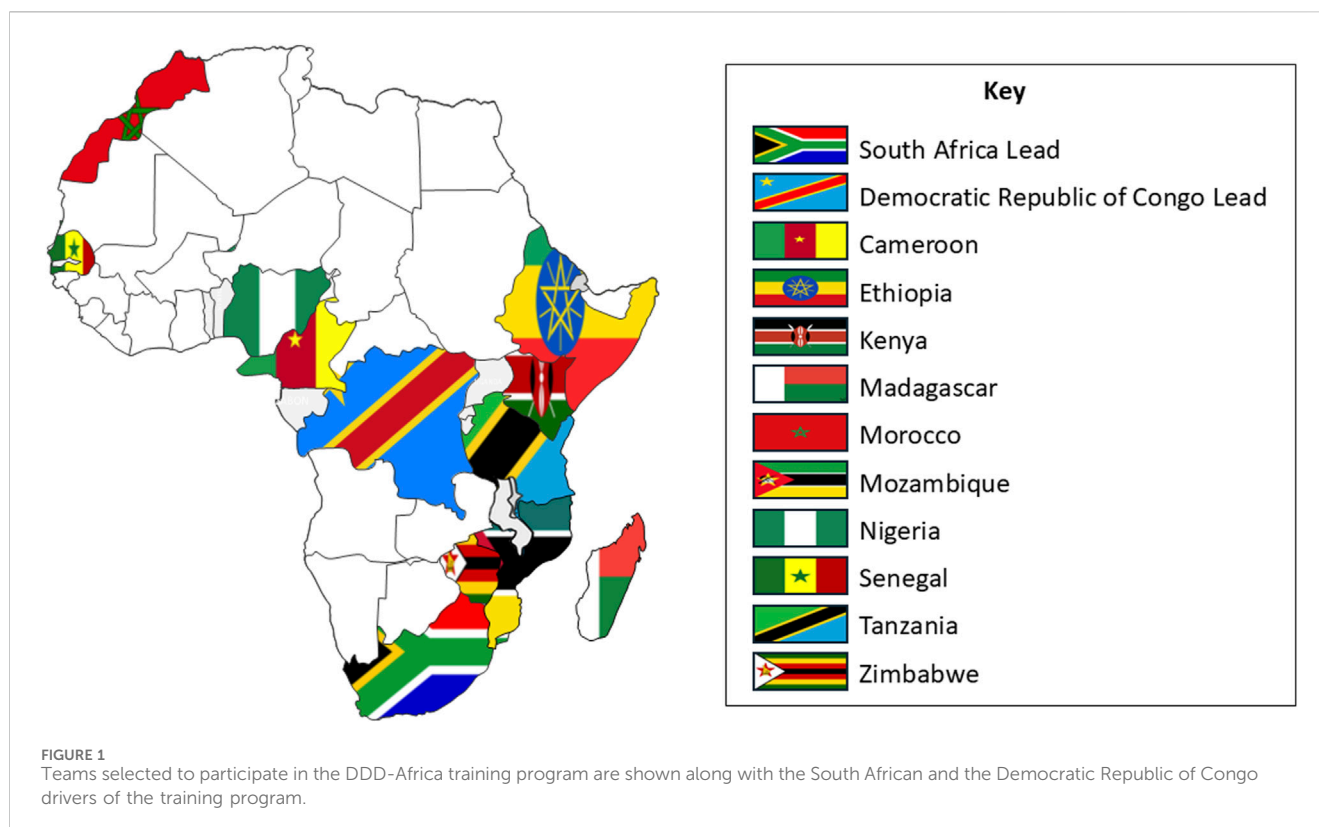 Key
South Africa Lead
Democratic Republic of Congo Lead
Cameroon
Ethiopia
Kenya
Madagascar
Morocco
Mozambique
Nigeria
Senegal
Tanzania
Zimbabwe
FIGURE 1
Teams selected to participate in the DDD-Africa training program are shown along with the South African and the Democratic Republic of Congo
drivers of the training program.